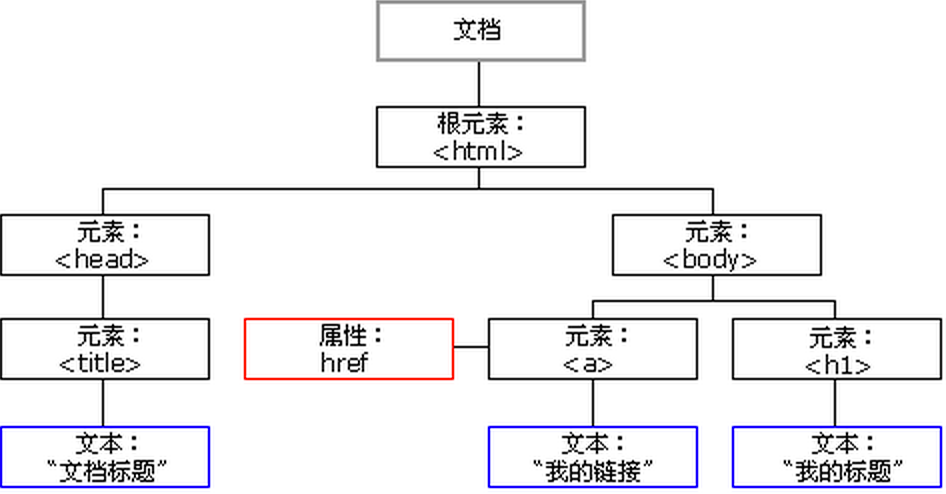 文档
根元素：
<html>
元素：
<head>
元素：
<body>
元素：
<title>
属性：
href
元素：
<a>
元素：
<h1>
文本：
“文档标题”
文本：
“我的链接”
文本：
“我的标题”